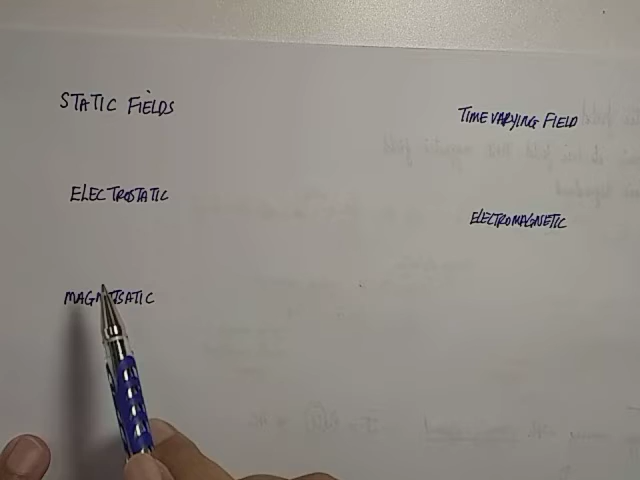 STATIC FIELDS
TIME VARYING FIELD
ELECTROSTATIC
ELECTROMAGNETIC